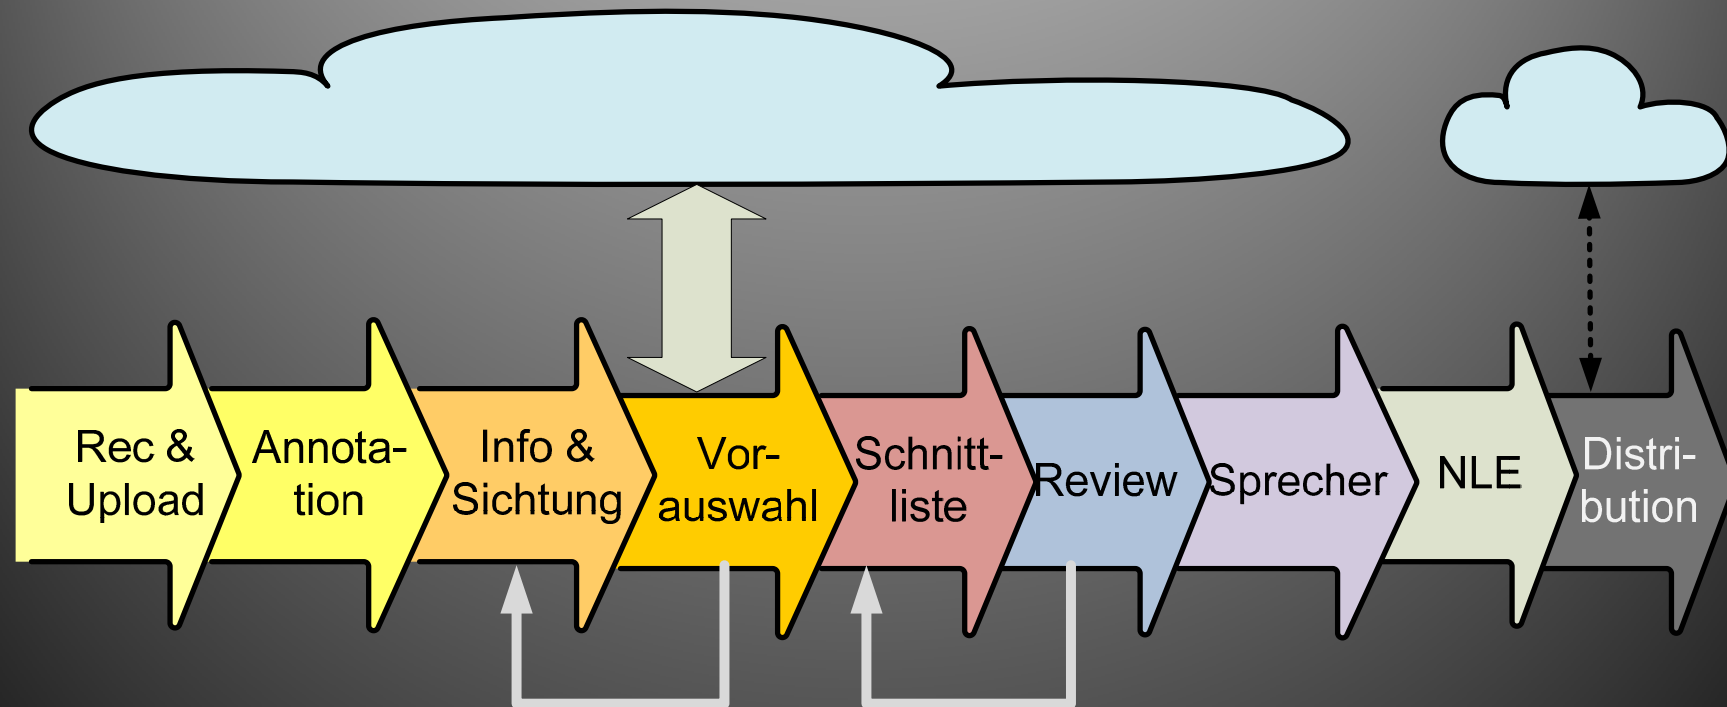 Rec &
Upload
Annota-
tion
Info &
Sichtung
Vor-
auswahl
Schnitt-
liste
Review
Sprecher
NLE
Distri-
bution